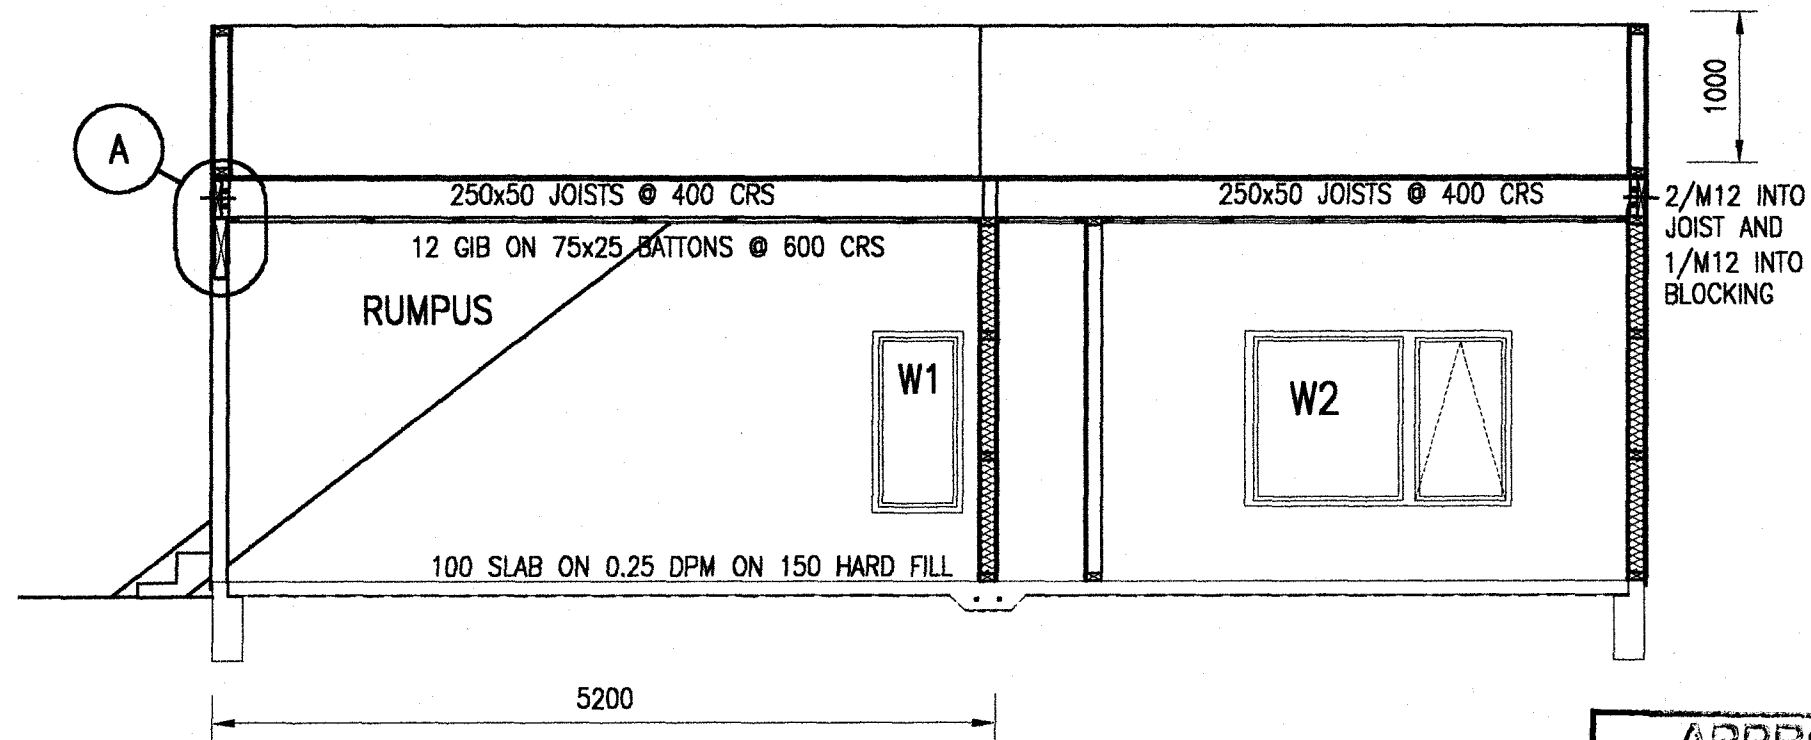 1000
A
250x50 JOISTS @ 400 CRS
250x50 JOISTS @ 400 CRS
2/M12 INTO
JOIST AND
1/M12 INTO
BLOCKING
12 GIB ON 75x25 BATTONS @ 600 CRS
RUMPUS
W1
W2
100 SLAB ON 0.25 DPM ON 150 HARD FILL
5200